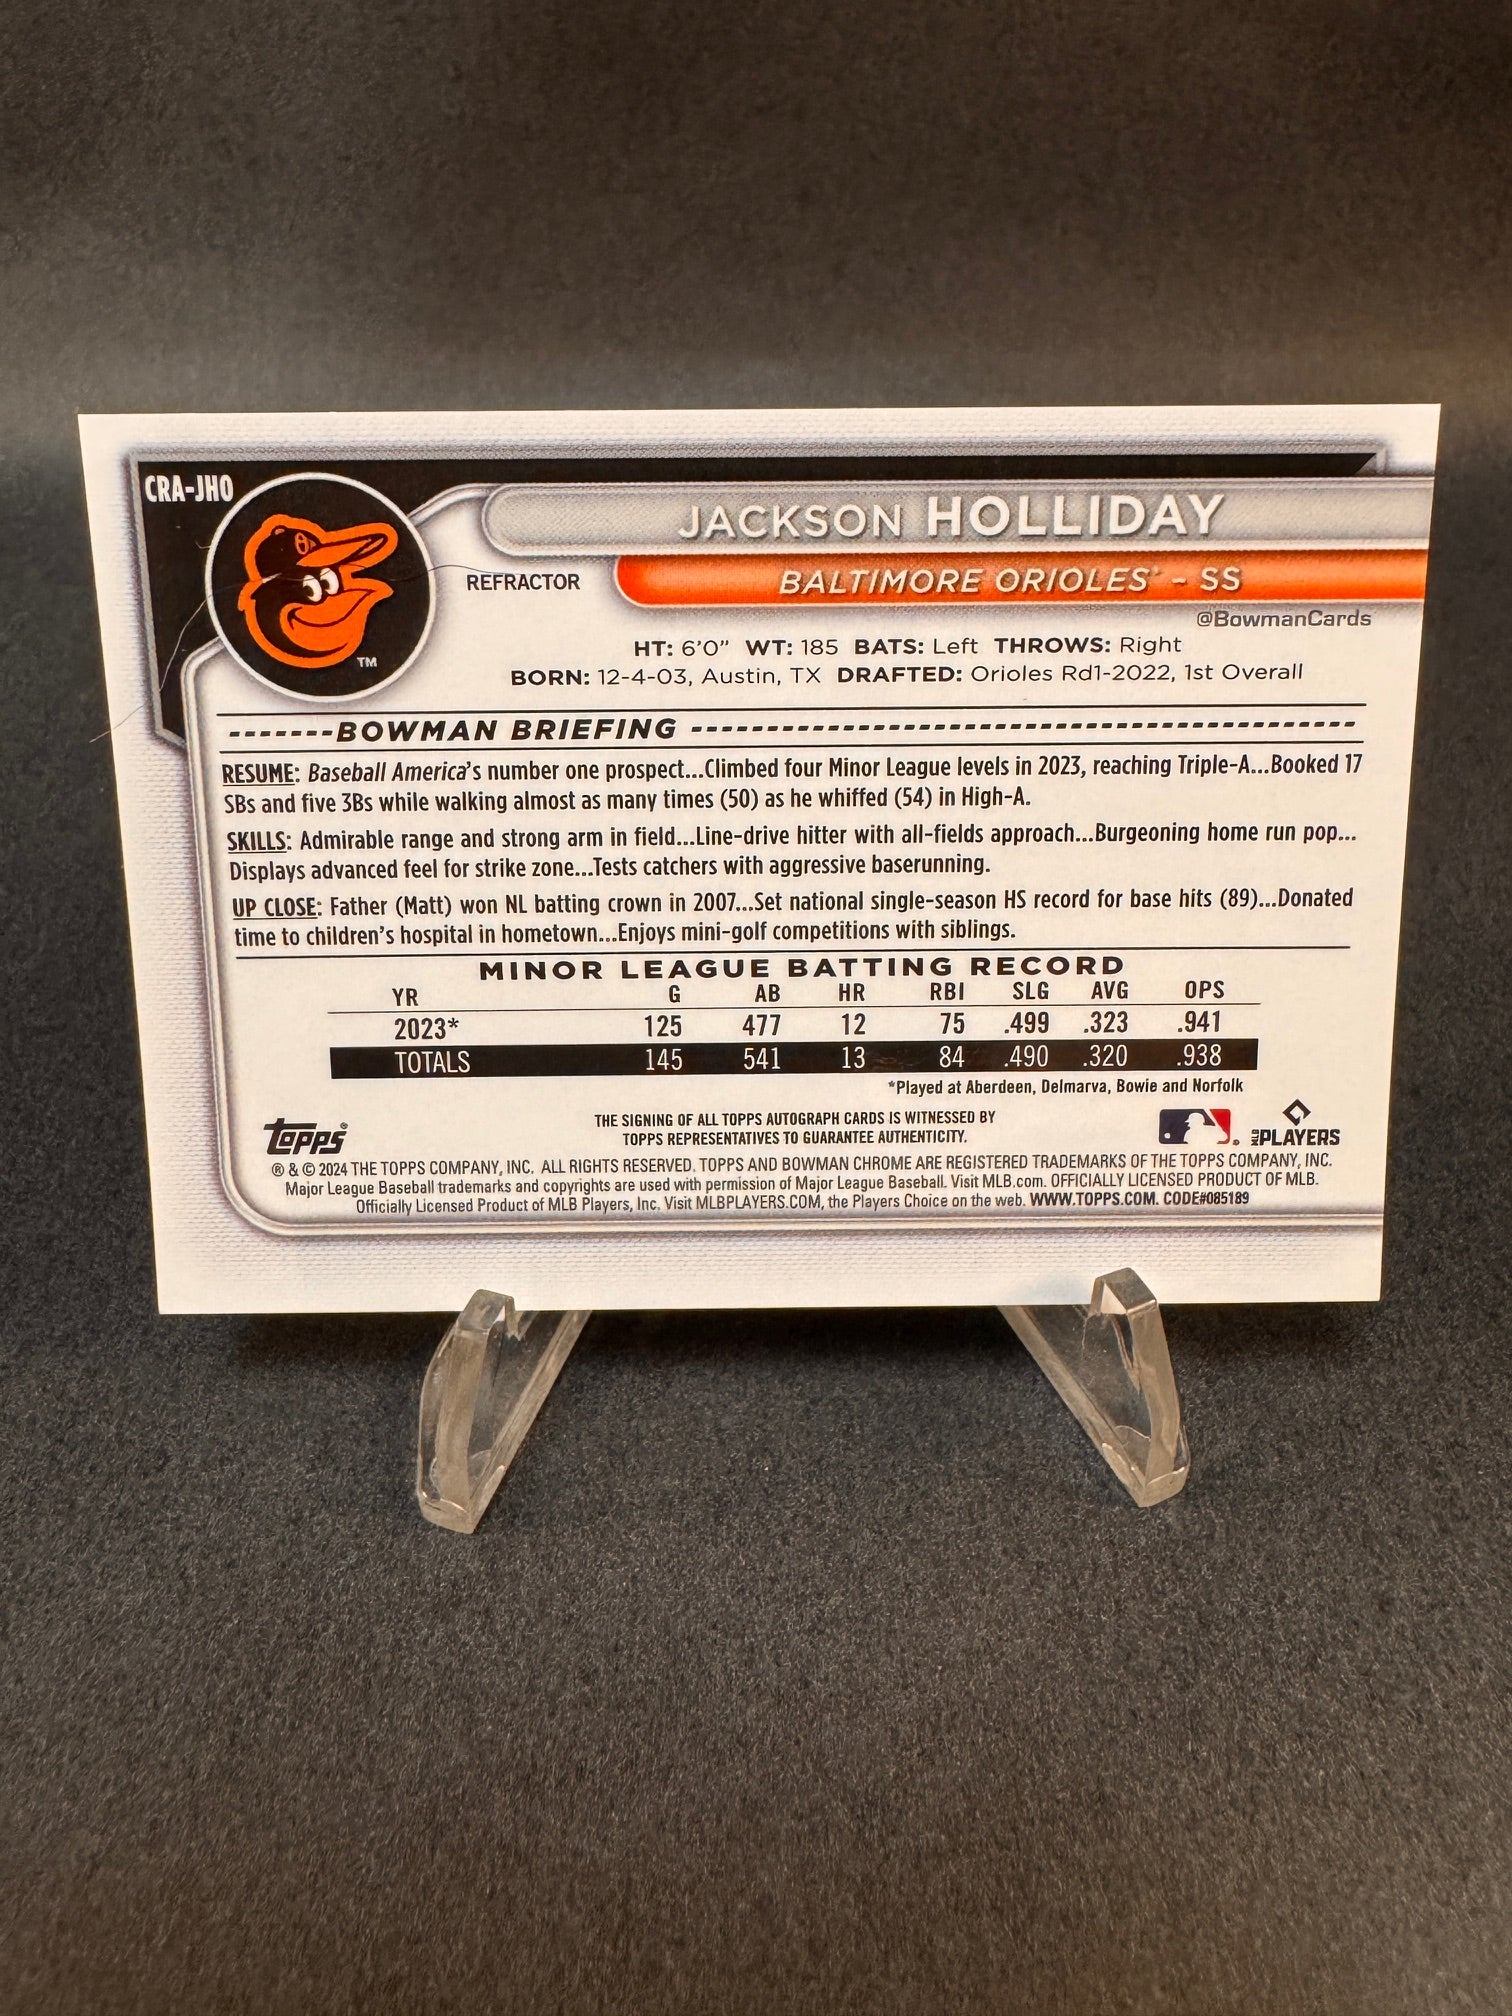 CRA-JHO
JACKSON HOLLIDAY
REFRACTOR
BALTIMORE ORIOLES - SS
@BowmanCards
HT: 6'0" WT: 185 BATS: Left THROWS: Right
BORN: 12-4-03, Austin, TX DRAFTED: Orioles Rd1-2022, 1st Overall
TM
BOWMAN BRIEFING
RESUME: Baseball America's number one prospect...Climbed four Minor League levels in 2023, reaching Triple-A...Booked 17
SBs and five 3Bs while walking almost as many times (50) as he whiffed (54) in High-A.
SKILLS: Admirable range and strong arm in field...Line-drive hitter with all-fields approach...Burgeoning home run pop...
Displays advanced feel for strike zone...Tests catchers with aggressive baserunning.
UP CLOSE: Father (Matt) won NL batting crown in 2007...Set national single-season HS record for base hits (89)...Donated
time to children's hospital in hometown...Enjoys mini-golf competitions with siblings.
MINOR LEAGUE BATTING RECORD
YR G AB HR RBI SLG AVG OPS
2023* 125 477 12 75 .499 .323 .941
TOTALS 145 541 13 84 .490 .320 .938
*Played at Aberdeen, Delmarva, Bowie and Norfolk
topps®
THE SIGNING OF ALL TOPPS AUTOGRAPH CARDS IS WITNESSED BY
TOPPS REPRESENTATIVES TO GUARANTEE AUTHENTICITY.
MLB PLAYERS
® & © 2024 THE TOPPS COMPANY, INC. ALL RIGHTS RESERVED. TOPPS AND BOWMAN CHROME ARE REGISTERED TRADEMARKS OF THE TOPPS COMPANY, INC.
Major League Baseball trademarks and copyrights are used with permission of Major League Baseball. Visit MLB.com. OFFICIALLY LICENSED PRODUCT OF MLB.
Officially Licensed Product of MLB Players, Inc. Visit MLBPLAYERS.COM, the Players Choice on the web. WWW.TOPPS.COM. CODE#085189